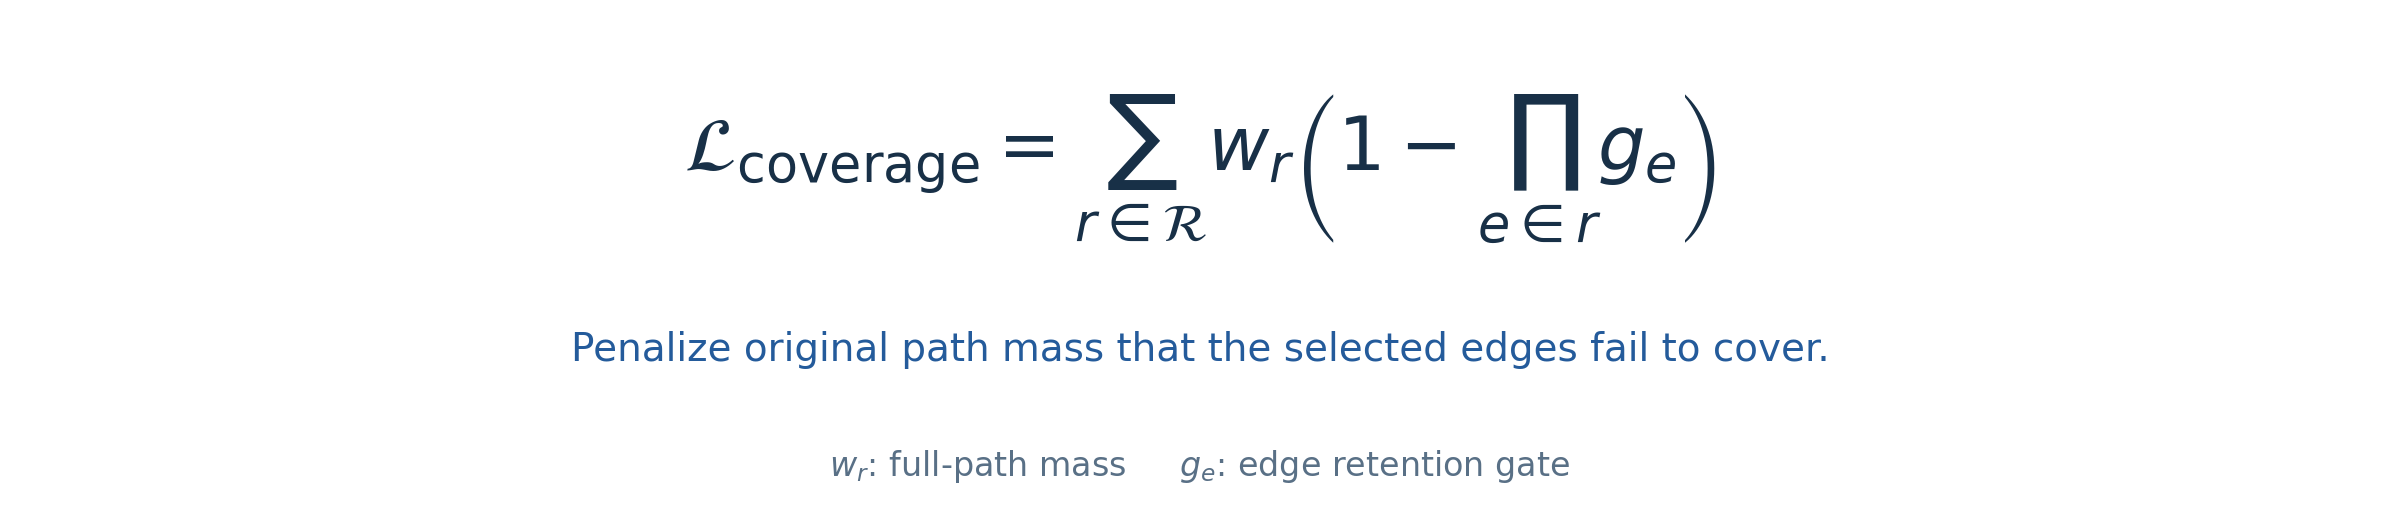 ℒ_coverage = ∑_{r ∈ ℛ} w_r (1 − ∏_{e ∈ r} g_e)
Penalize original path mass that the selected edges fail to cover.
w_r: full-path mass g_e: edge retention gate